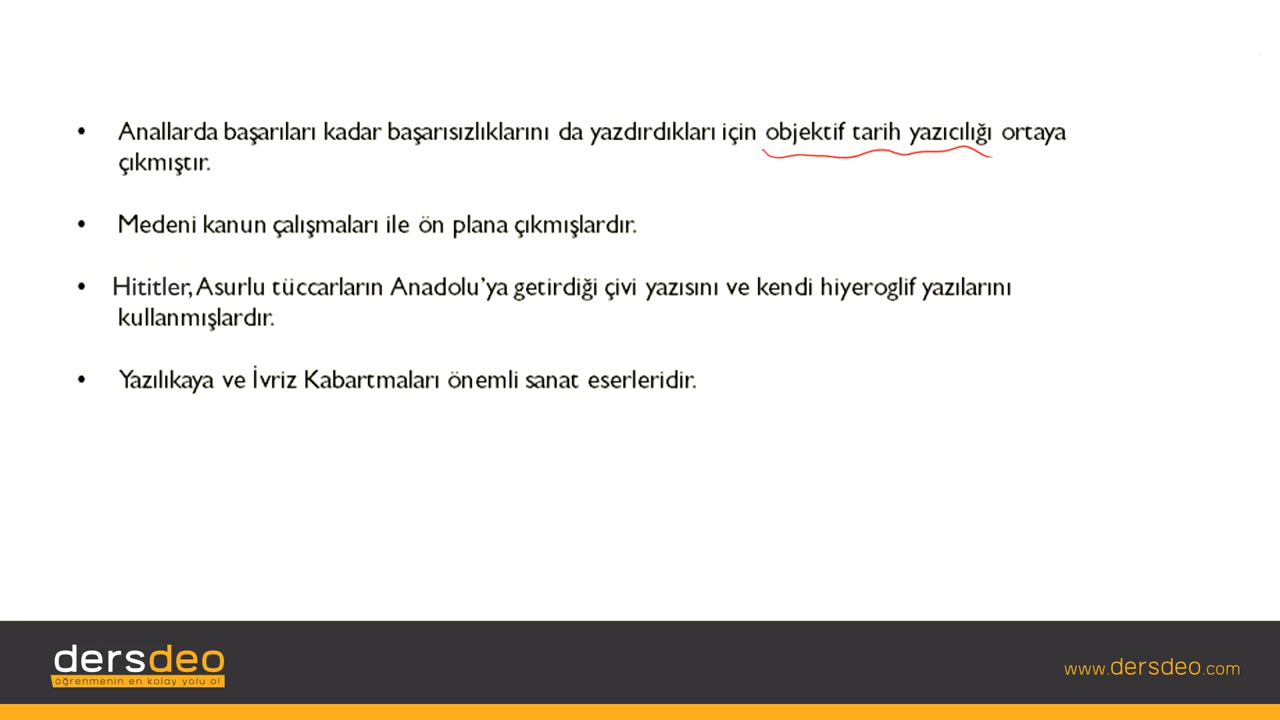 • Anallarda başarıları kadar başarısızlıklarını da yazdırdıkları için objektif tarih yazıcılığı ortaya
çıkmıştır.
• Medeni kanun çalışmaları ile ön plana çıkmışlardır.
• Hititler, Asurlu tüccarların Anadolu'ya getirdiği çivi yazısını ve kendi hiyeroglif yazılarını
kullanmışlardır.
• Yazılıkaya ve İvriz Kabartmaları önemli sanat eserleridir.
dersdeo
öğrenmenin en kolay yolu o!
www.dersdeo.com